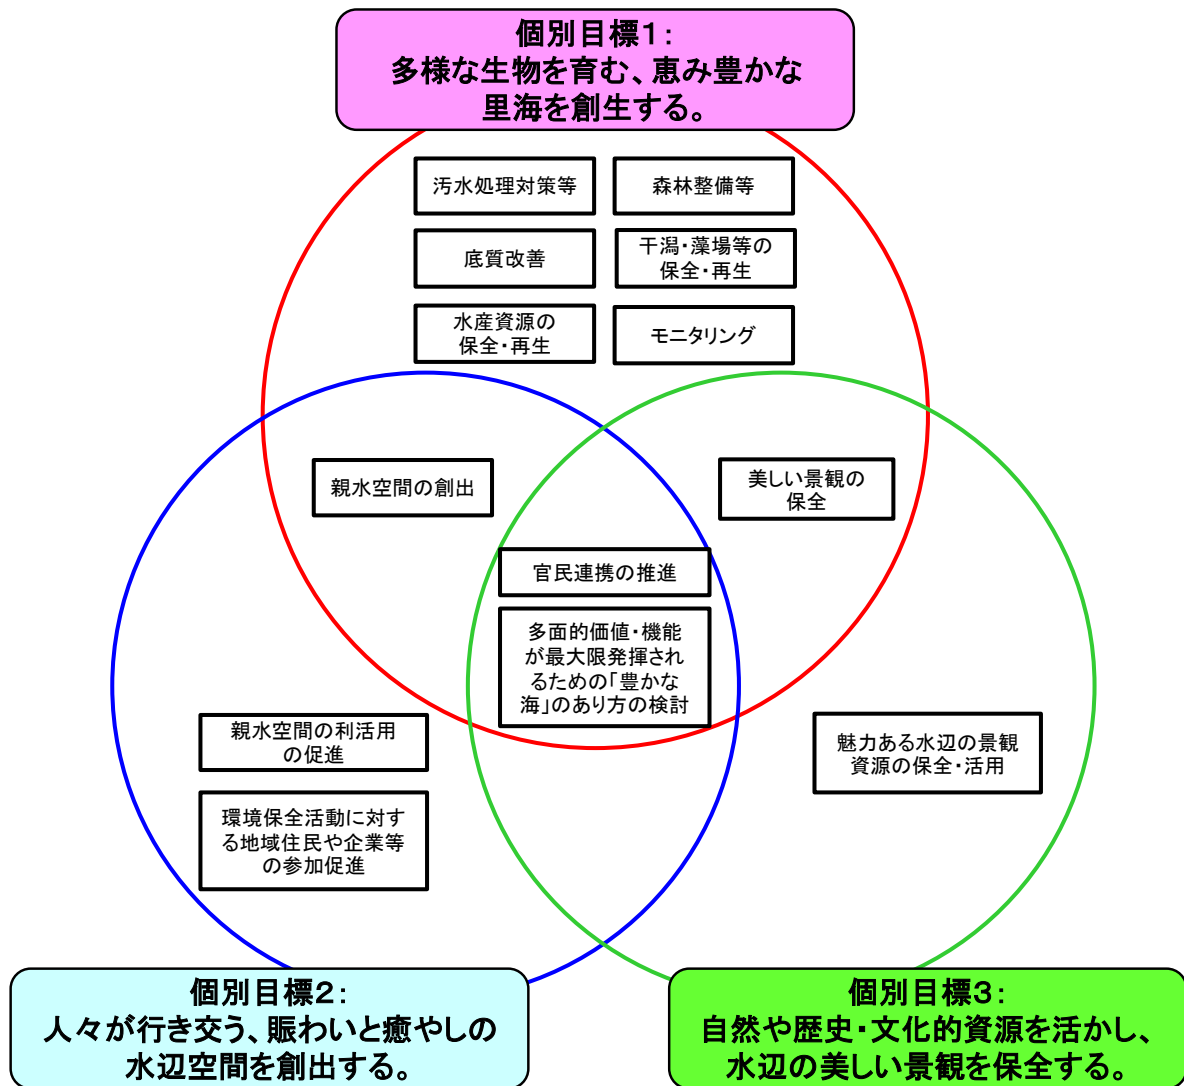 個別目標1：
多様な生物を育む、恵み豊かな
里海を創生する。
汚水処理対策等
森林整備等
底質改善
干潟・藻場等の
保全・再生
水産資源の
保全・再生
モニタリング
親水空間の創出
美しい景観の
保全
官民連携の推進
多面的価値・機能
が最大限発揮され
るための「豊かな
海」のあり方の検討
親水空間の利活用
の促進
環境保全活動に対す
る地域住民や企業等
の参加促進
魅力ある水辺の景観
資源の保全・活用
個別目標2：
人々が行き交う、賑わいと癒やしの
水辺空間を創出する。
個別目標3：
自然や歴史・文化的資源を活かし、
水辺の美しい景観を保全する。